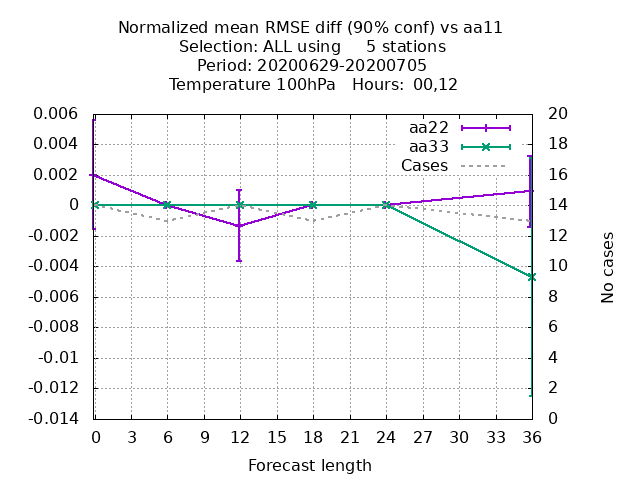 Normalized mean RMSE diff (90% conf) vs aa11
Selection: ALL using     5 stations
Period: 20200629-20200705
Temperature 100hPa   Hours:  00,12
aa22
aa33
Cases
0.006
0.004
0.002
0
-0.002
-0.004
-0.006
-0.008
-0.01
-0.012
-0.014
20
18
16
14
12
10
8
6
4
2
0
No cases
0 3 6 9 12 15 18 21 24 27 30 33 36
Forecast length